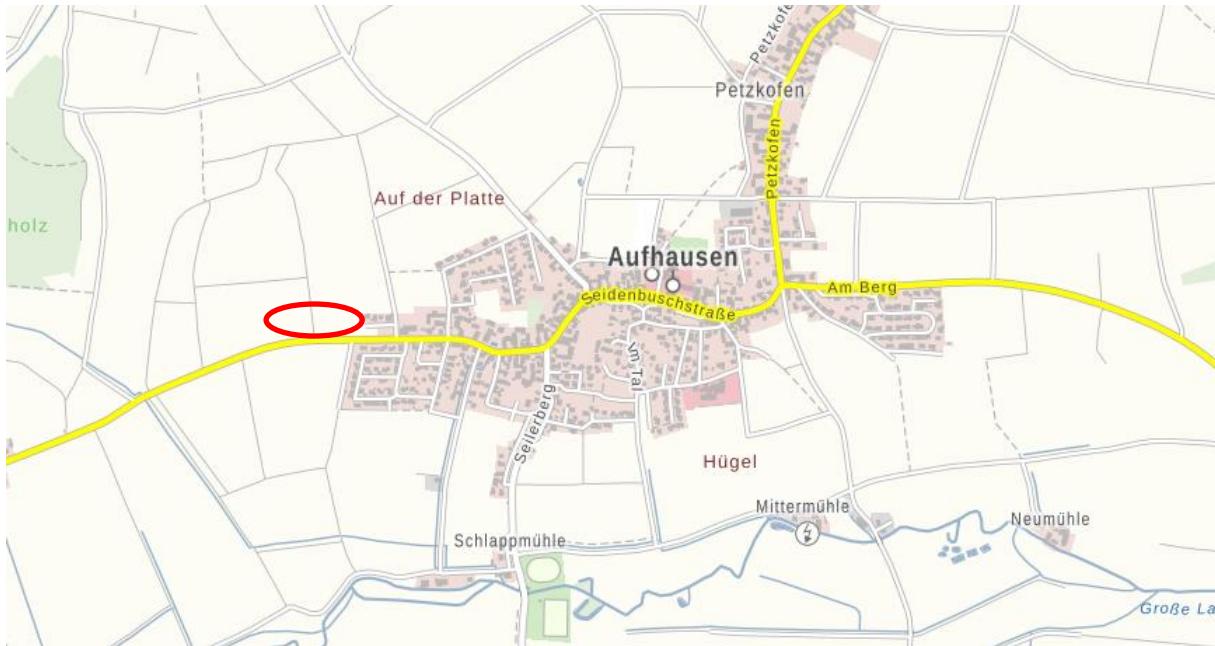 Petzkofe
Petzkofen
Petzkofen
Auf der Platte
holz
Aufhausen
Seidenbuschstraße
Am Berg
Im Tal
Seilerberg
Hügel
Mittermühle
Neumühle
Schlappmühle
Große La